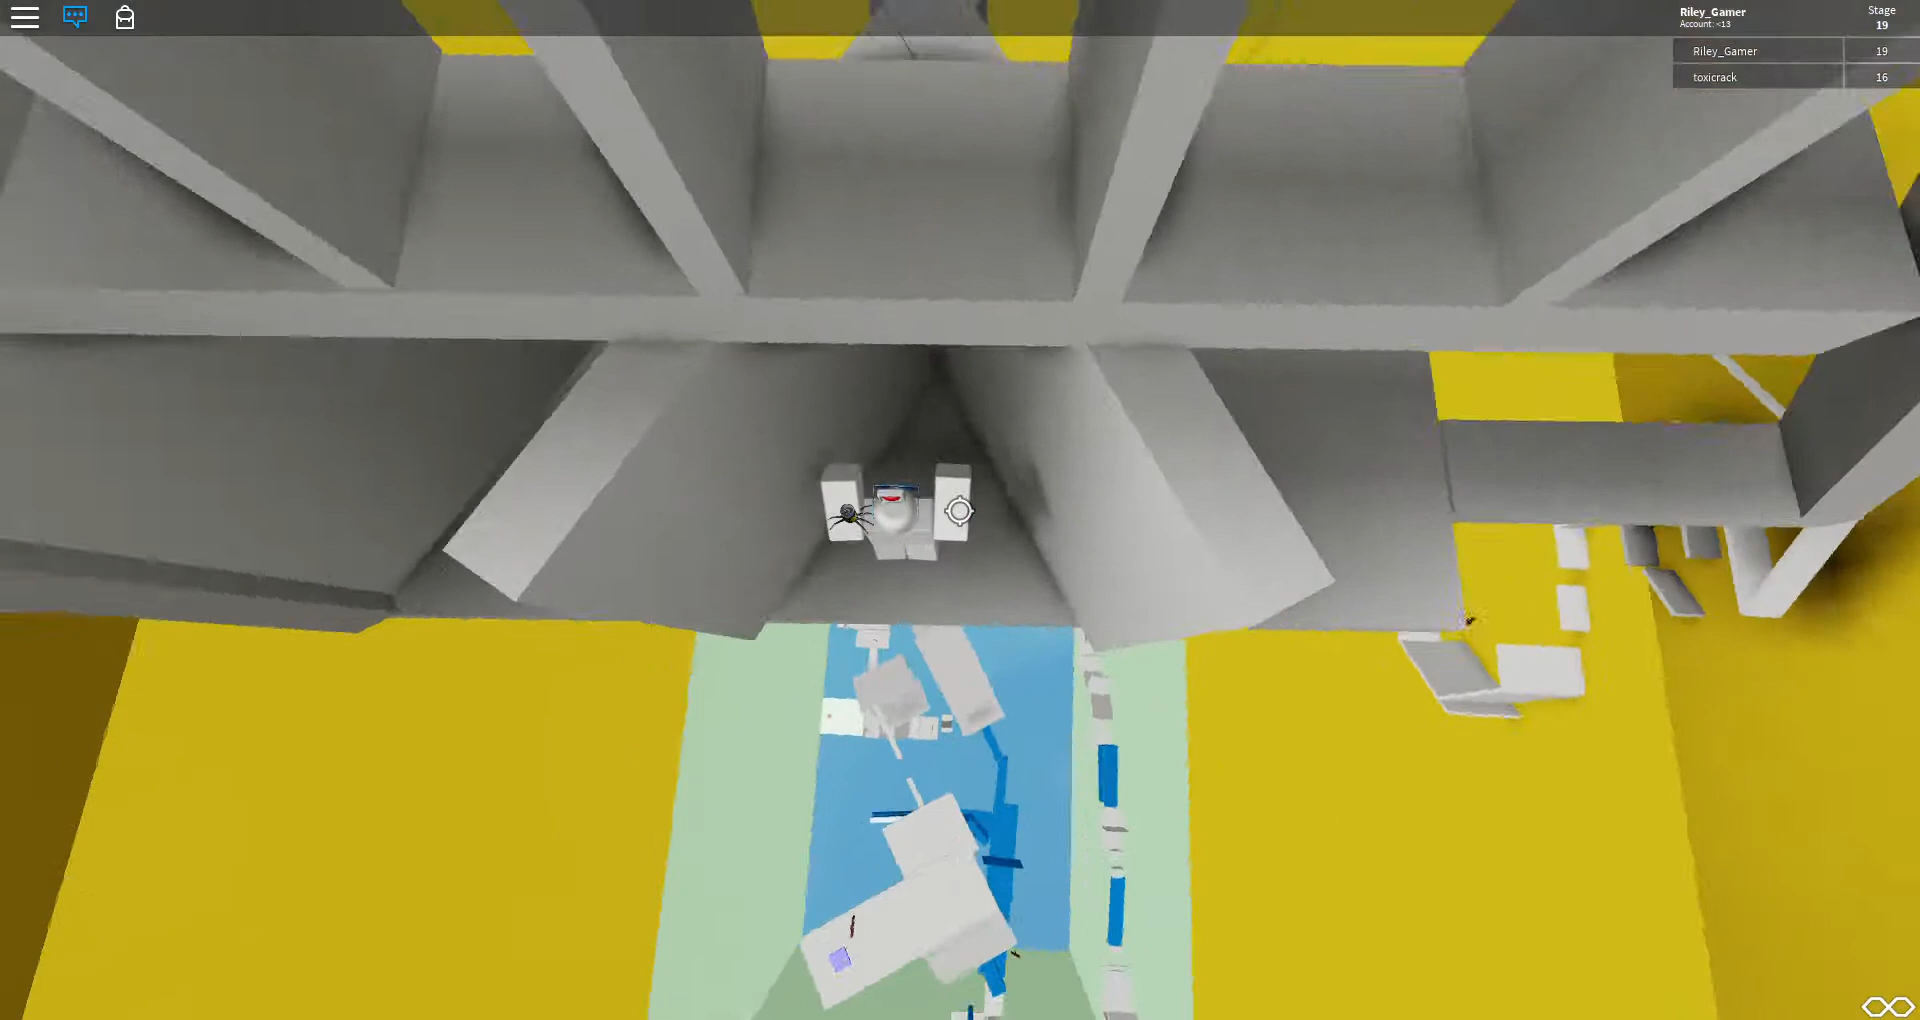 Riley_Gamer
Account: <13
Stage
19
Riley_Gamer 19
toxicrack 16